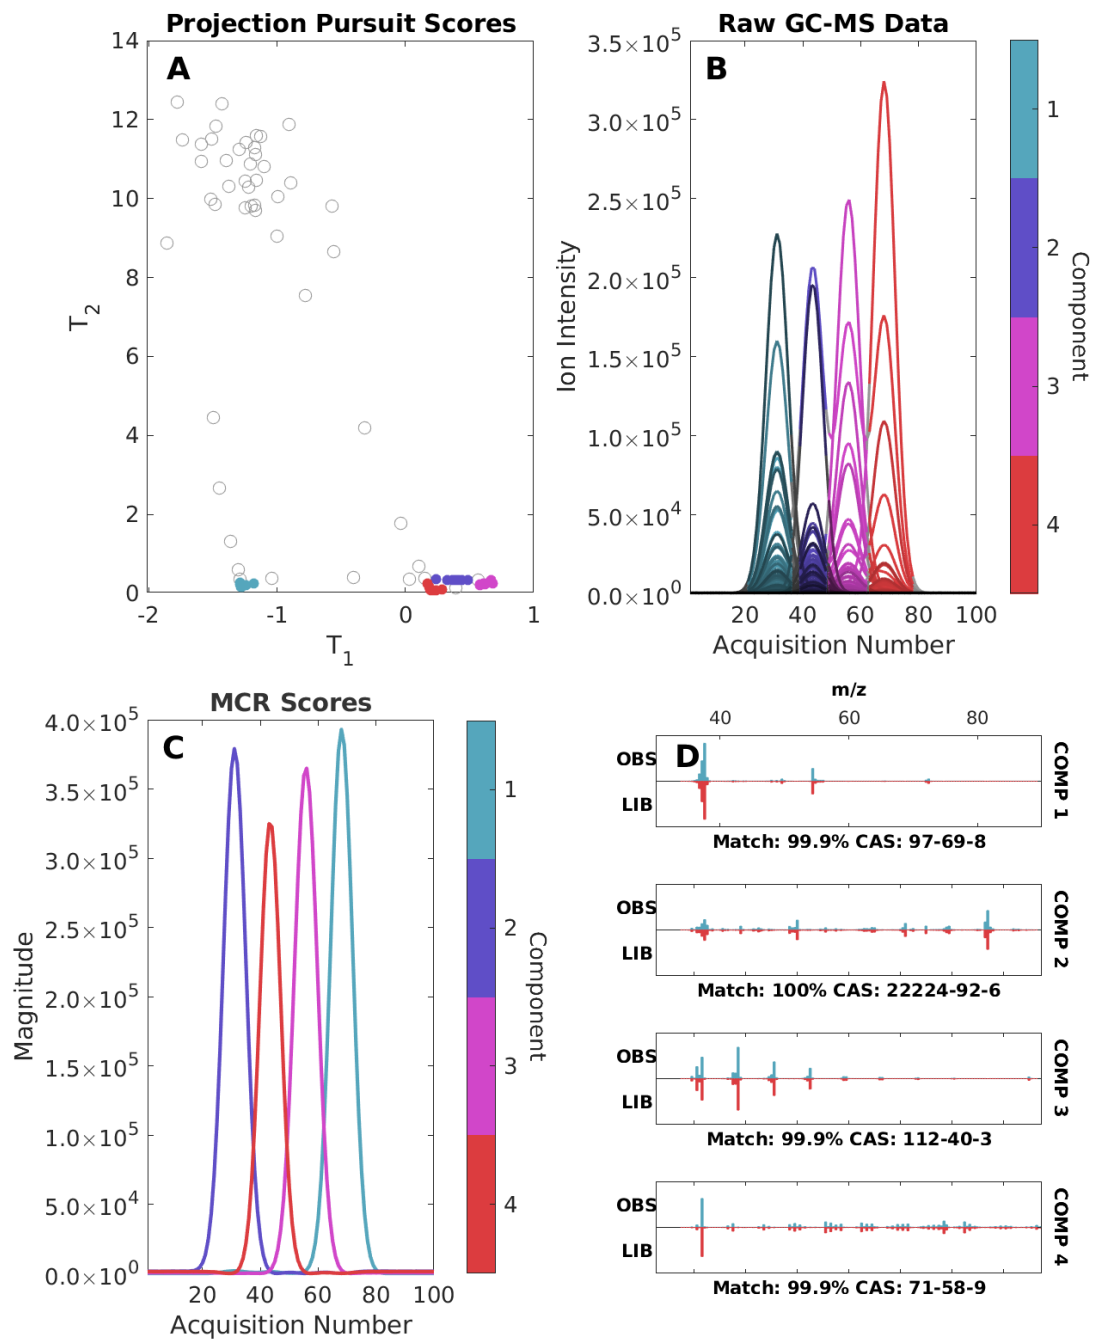 Projection Pursuit Scores
A
14
12
10
8
6
4
2
0
T2
-2 -1 0 1
T1
Raw GC-MS Data
B
3.5×10^5
3.0×10^5
2.5×10^5
2.0×10^5
1.5×10^5
1.0×10^5
5.0×10^4
0.0×10^0
Ion Intensity
20 40 60 80 100
Acquisition Number
1
2
3
4
Component
MCR Scores
C
4.0×10^5
3.5×10^5
3.0×10^5
2.5×10^5
2.0×10^5
1.5×10^5
1.0×10^5
5.0×10^4
0.0×10^0
Magnitude
20 40 60 80 100
Acquisition Number
1
2
3
4
Component
m/z
40 60 80
D
OBS
LIB
COMP 1
Match: 99.9% CAS: 97-69-8
OBS
LIB
COMP 2
Match: 100% CAS: 22224-92-6
OBS
LIB
COMP 3
Match: 99.9% CAS: 112-40-3
OBS
LIB
COMP 4
Match: 99.9% CAS: 71-58-9